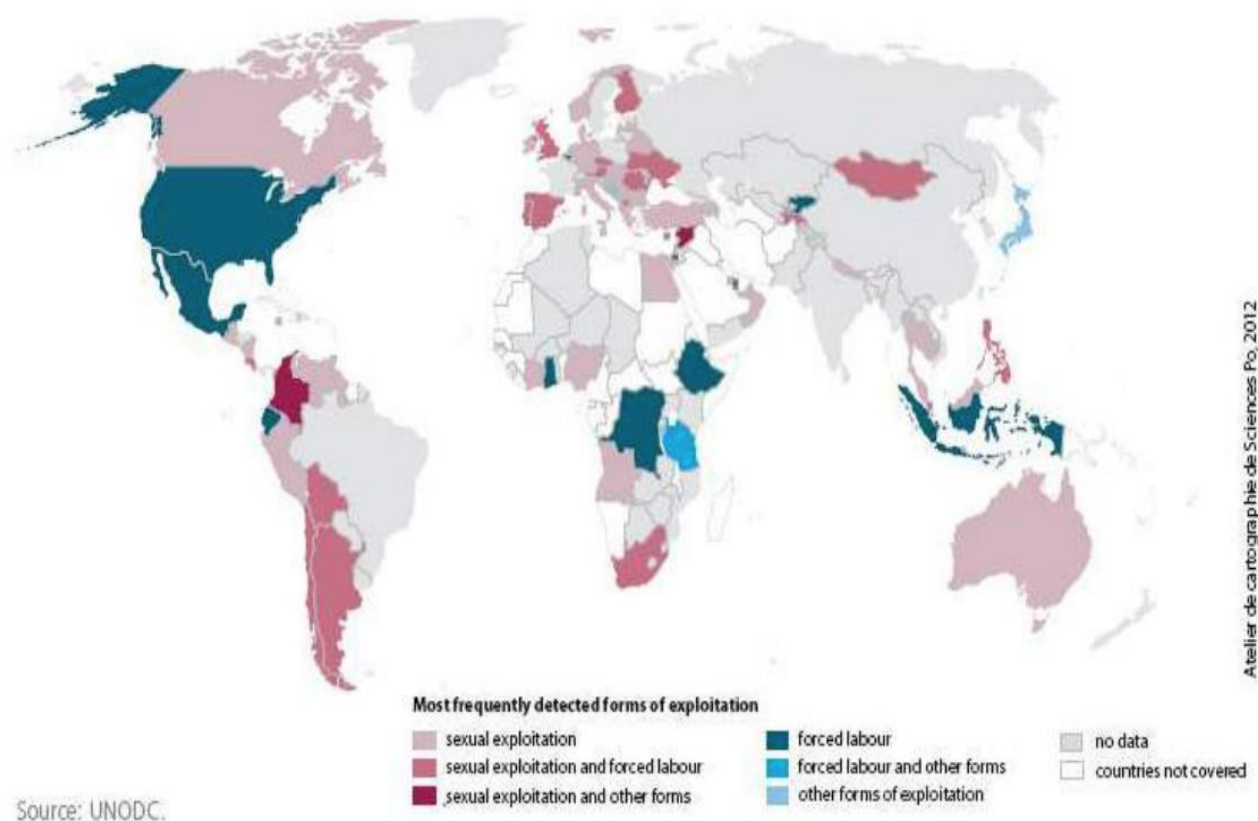 Atelier de cartographie de Sciences Po, 2012
Most frequently detected forms of exploitation
sexual exploitation
sexual exploitation and forced labour
sexual exploitation and other forms
forced labour
forced labour and other forms
other forms of exploitation
no data
countries not covered
Source: UNODC.